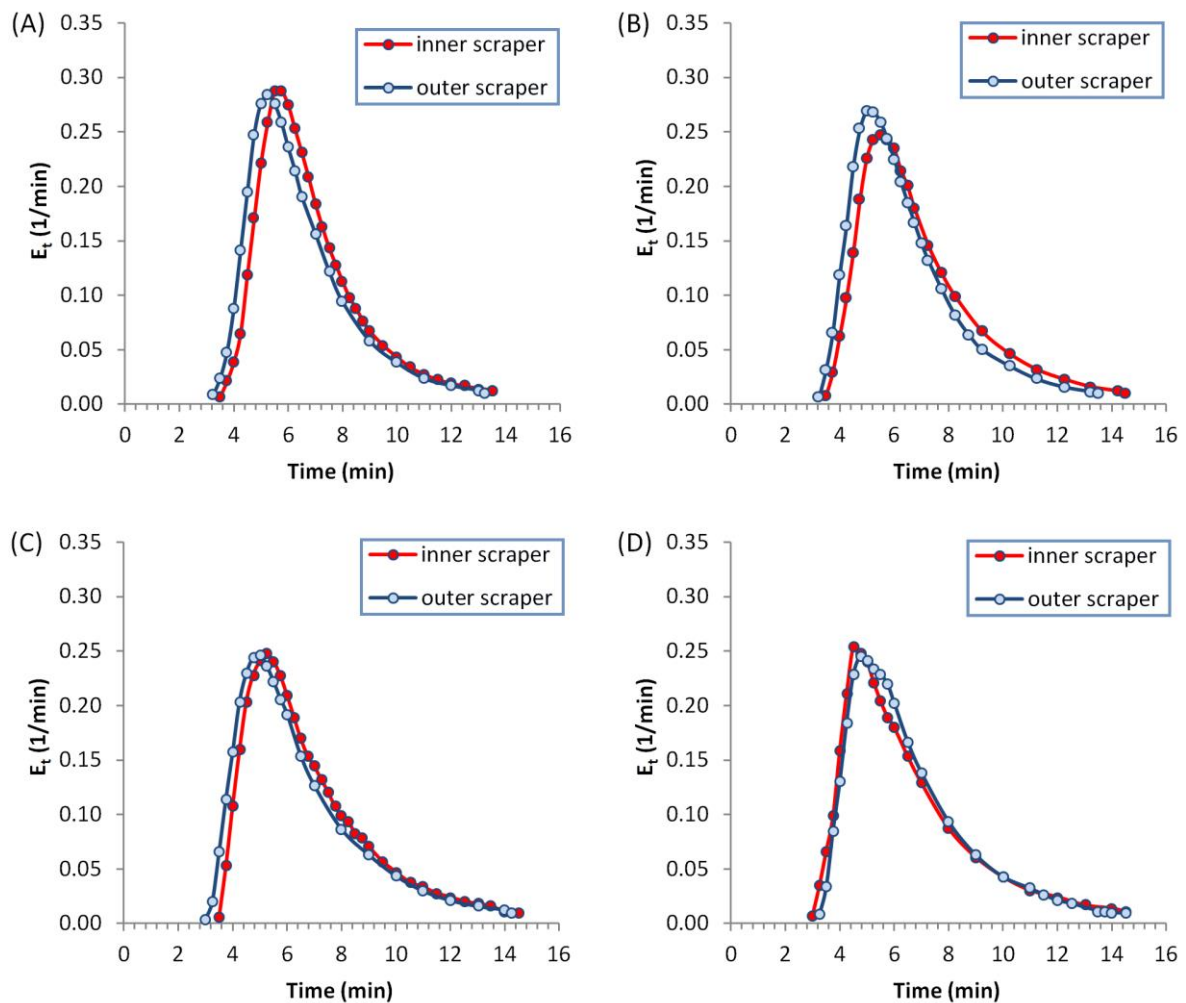 (A)
0.35
0.30
0.25
0.20
0.15
0.10
0.05
0.00
E_t (1/min)
inner scraper
outer scraper
0 2 4 6 8 10 12 14 16
Time (min)
(B)
0.35
0.30
0.25
0.20
0.15
0.10
0.05
0.00
E_t (1/min)
inner scraper
outer scraper
0 2 4 6 8 10 12 14 16
Time (min)
(C)
0.35
0.30
0.25
0.20
0.15
0.10
0.05
0.00
E_t (1/min)
inner scraper
outer scraper
0 2 4 6 8 10 12 14 16
Time (min)
(D)
0.35
0.30
0.25
0.20
0.15
0.10
0.05
0.00
E_t (1/min)
inner scraper
outer scraper
0 2 4 6 8 10 12 14 16
Time (min)